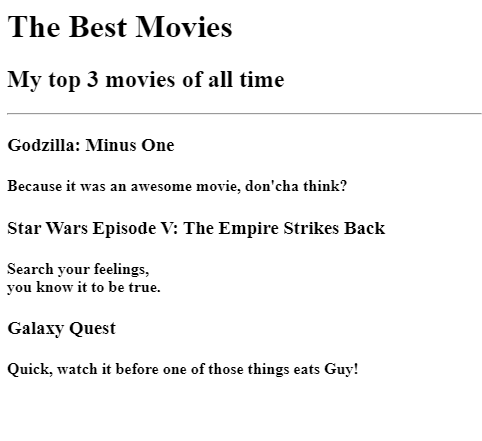 The Best Movies
My top 3 movies of all time
Godzilla: Minus One
Because it was an awesome movie, don'cha think?
Star Wars Episode V: The Empire Strikes Back
Search your feelings,
you know it to be true.
Galaxy Quest
Quick, watch it before one of those things eats Guy!